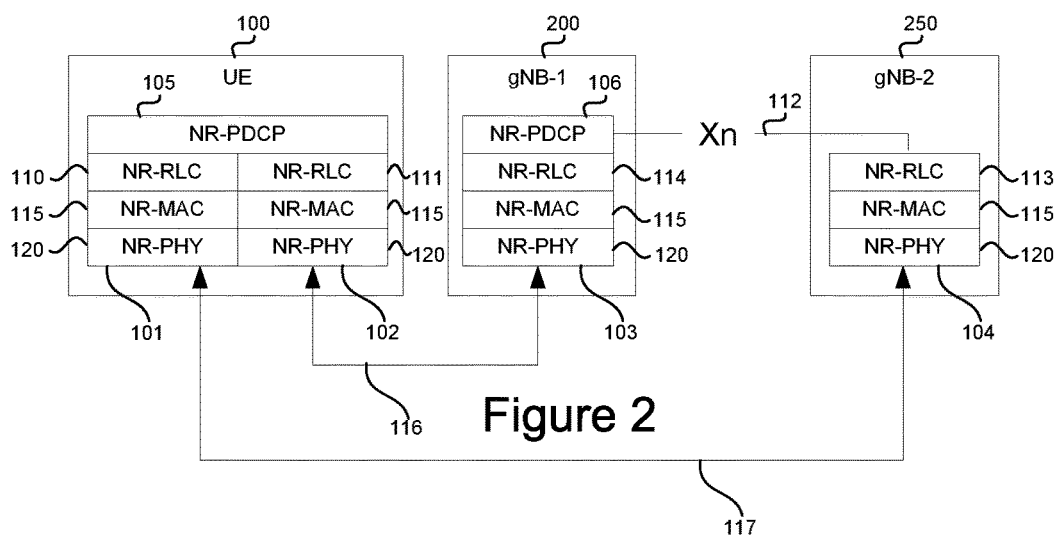 100
200
250
UE
gNB-1
gNB-2
105
106
112
NR-PDCP
NR-PDCP
Xn
110
NR-RLC
NR-RLC
111
NR-RLC
114
NR-RLC
113
115
NR-MAC
NR-MAC
115
NR-MAC
115
NR-MAC
115
120
NR-PHY
NR-PHY
120
NR-PHY
120
NR-PHY
120
101
102
103
104
116
Figure 2
117